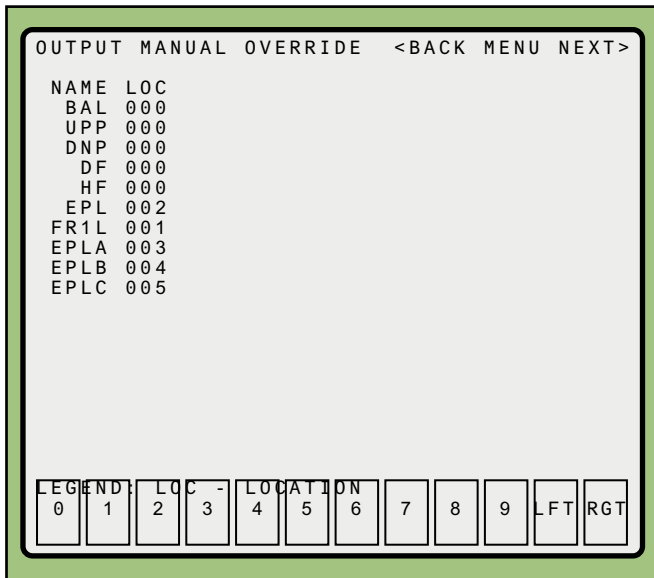 OUTPUT MANUAL OVERRIDE <BACK MENU NEXT>
NAME LOC
BAL 000
UPP 000
DNP 000
DF 000
HF 000
EPL 002
FR1L 001
EPLA 003
EPLB 004
EPLC 005
LEGEND: LOC - LOCATION
0 1 2 3 4 5 6 7 8 9 LFT RGT